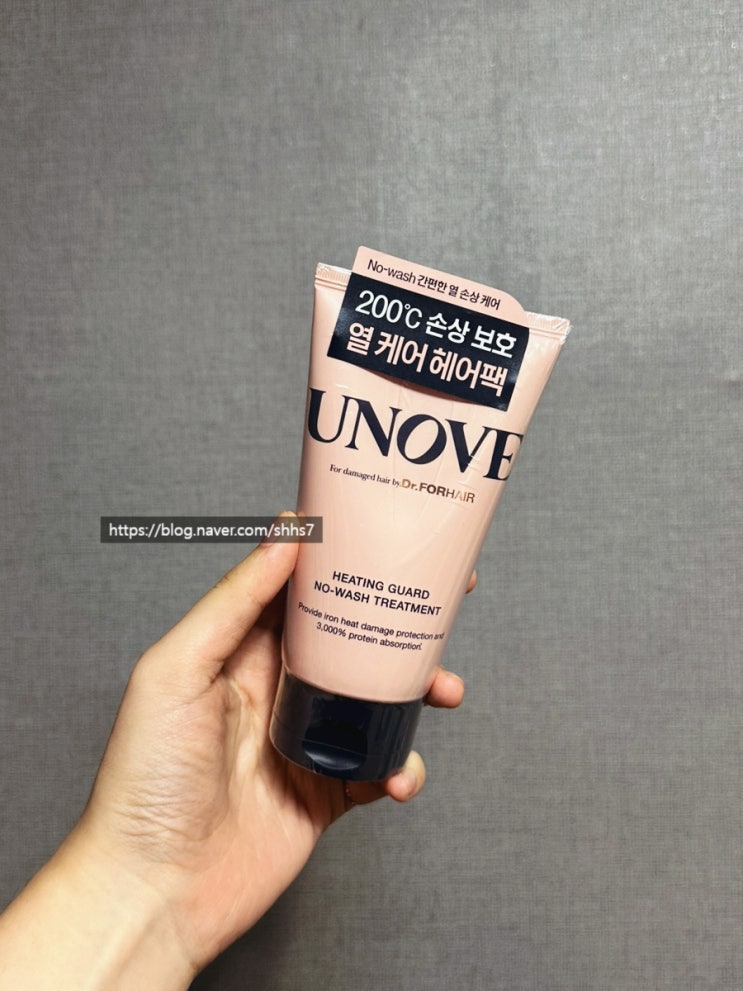 No-wash 간편한 열 손상 케어
200℃ 손상 보호
열 케어 헤어팩
UNOVE
For damaged hair by Dr.FORHAIR
https://blog.naver.com/shhs7
HEATING GUARD
NO-WASH TREATMENT
Provide iron heat damage protection and
3,000% protein absorption.